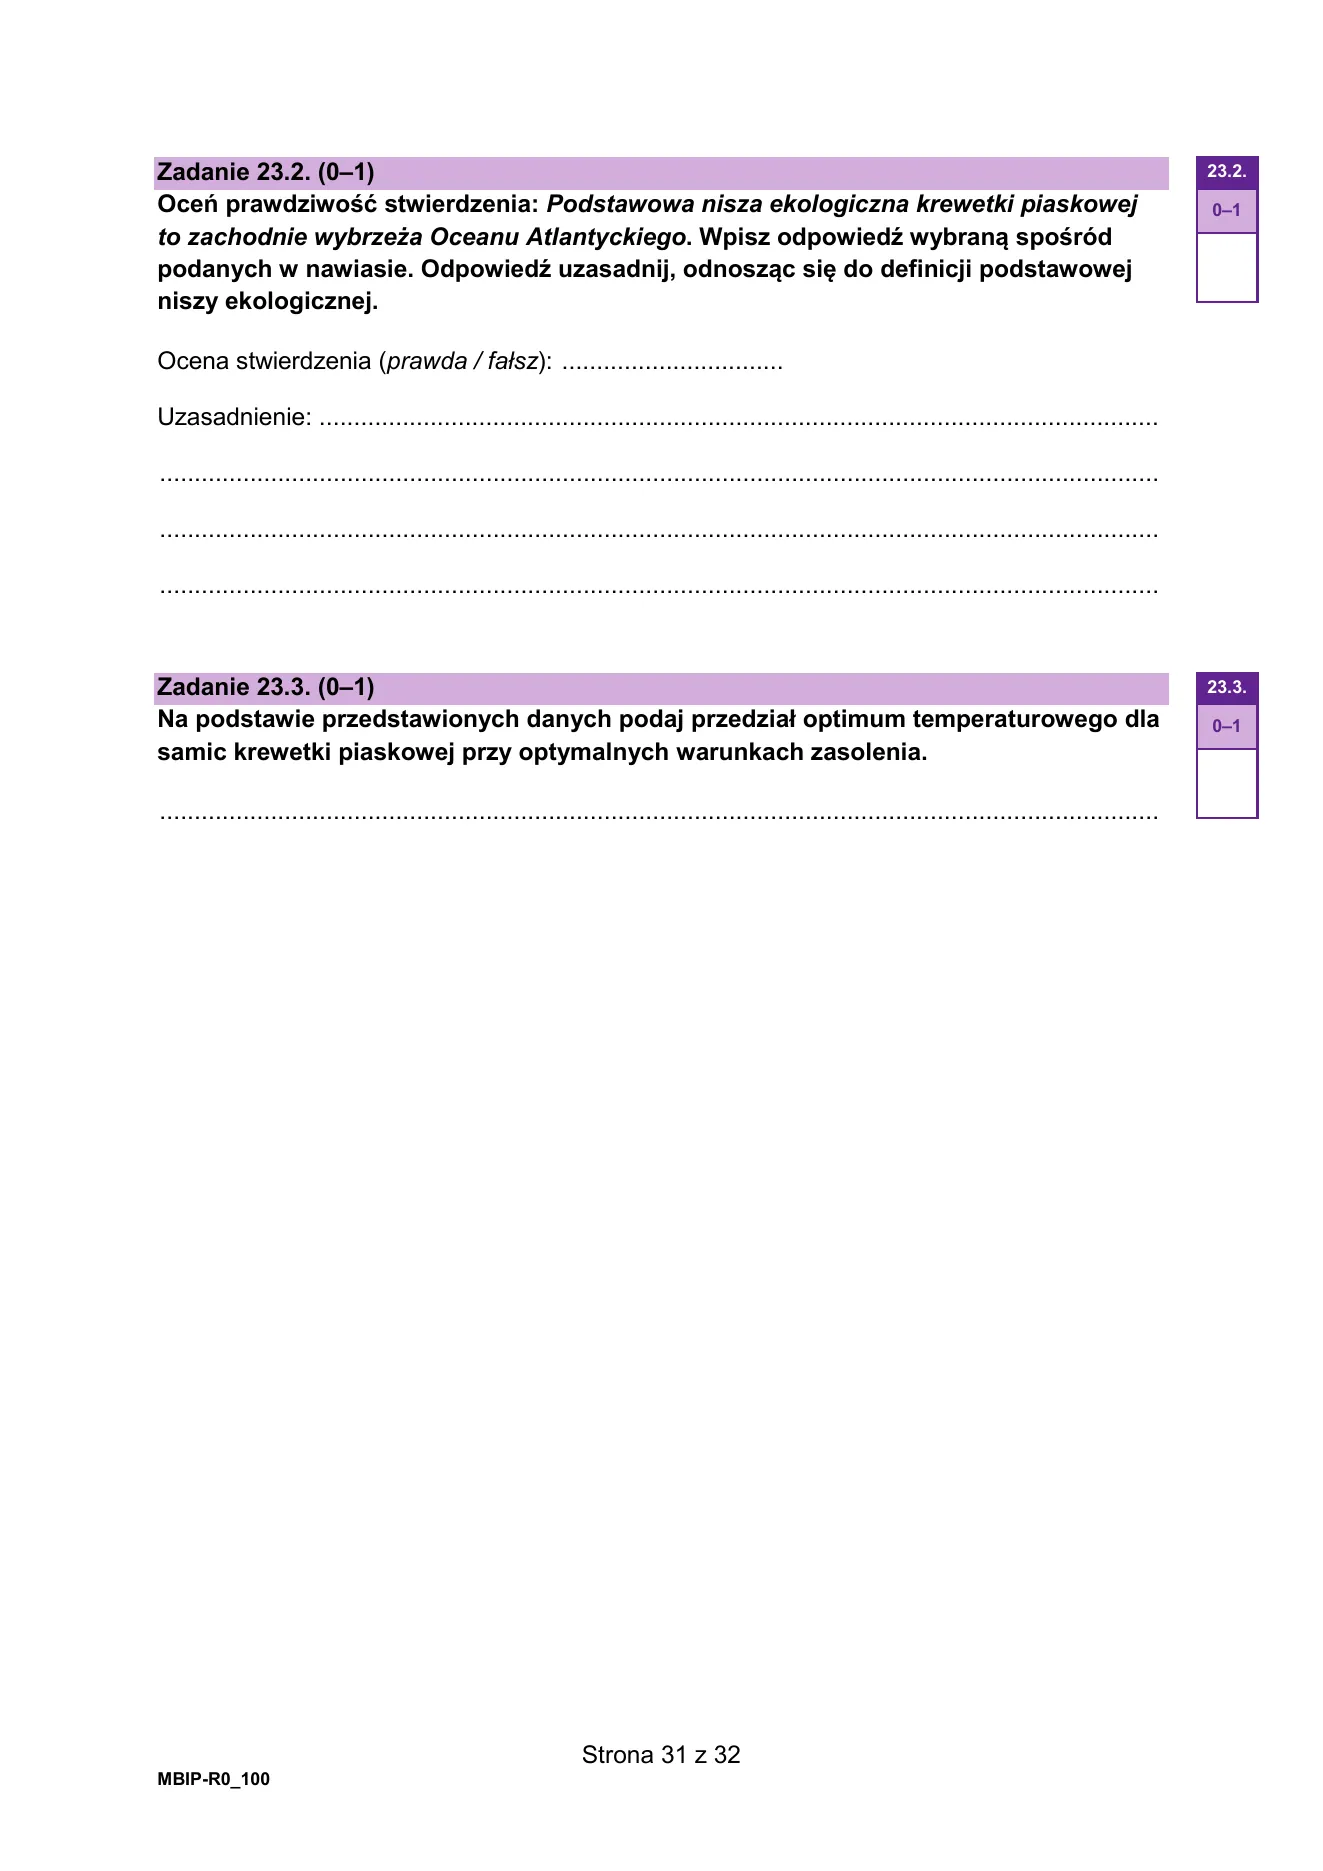 Zadanie 23.2. (0–1)
23.2.
0–1
Oceń prawdziwość stwierdzenia: Podstawowa nisza ekologiczna krewetki piaskowej
to zachodnie wybrzeża Oceanu Atlantyckiego. Wpisz odpowiedź wybraną spośród
podanych w nawiasie. Odpowiedź uzasadnij, odnosząc się do definicji podstawowej
niszy ekologicznej.
Ocena stwierdzenia (prawda / fałsz): ................................
Uzasadnienie: .........................................................................................................................
................................................................................................................................................
................................................................................................................................................
................................................................................................................................................
Zadanie 23.3. (0–1)
23.3.
0–1
Na podstawie przedstawionych danych podaj przedział optimum temperaturowego dla
samic krewetki piaskowej przy optymalnych warunkach zasolenia.
................................................................................................................................................
Strona 31 z 32
MBIP-R0_100